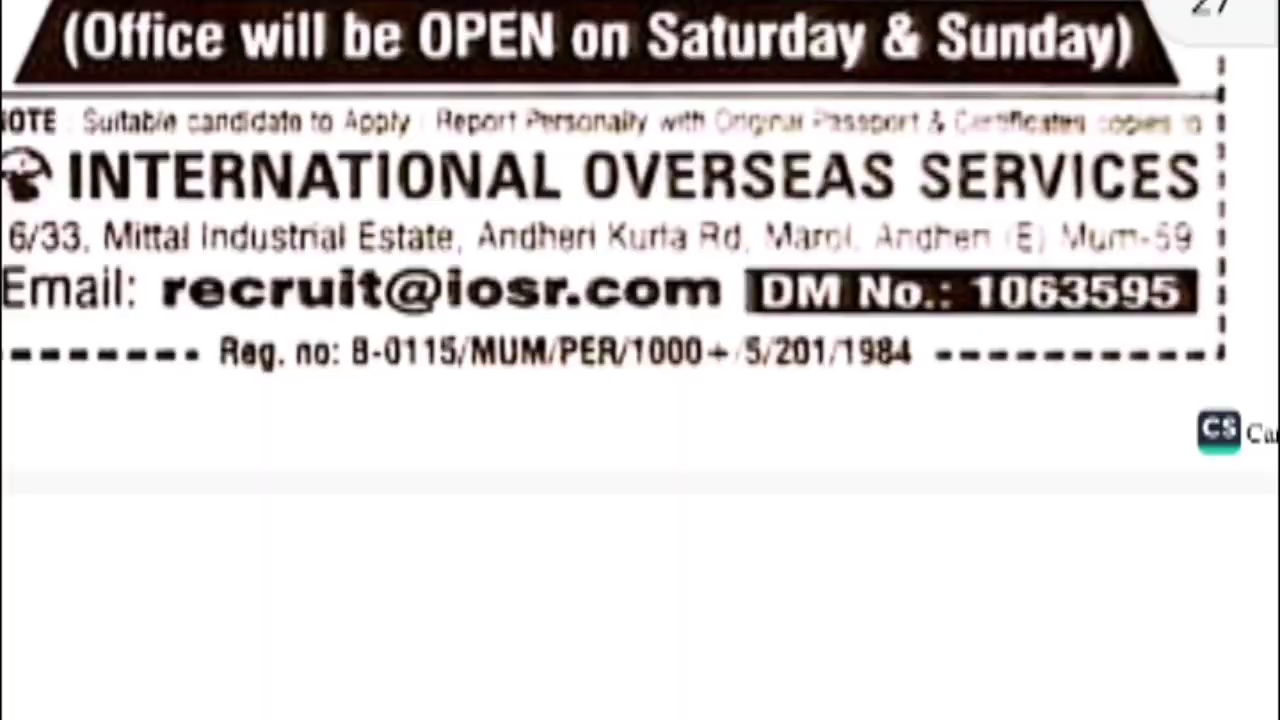 27
(Office will be OPEN on Saturday & Sunday)
NOTE : Suitable candidate to Apply : Report Personally with Original Passport & Certificates copies to
INTERNATIONAL OVERSEAS SERVICES
6/33, Mittal Industrial Estate, Andheri Kurla Rd, Marol, Andheri (E) Mum-59
Email: recruit@iosr.com DM No.: 1063595
Reg. no: B-0115/MUM/PER/1000+/5/201/1984
CS